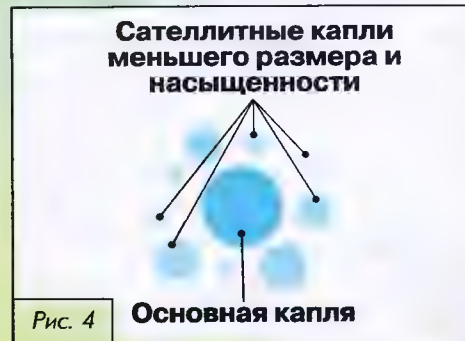 Сателлитные капли
меньшего размера и
насыщенности
Основная капля
Рис. 4